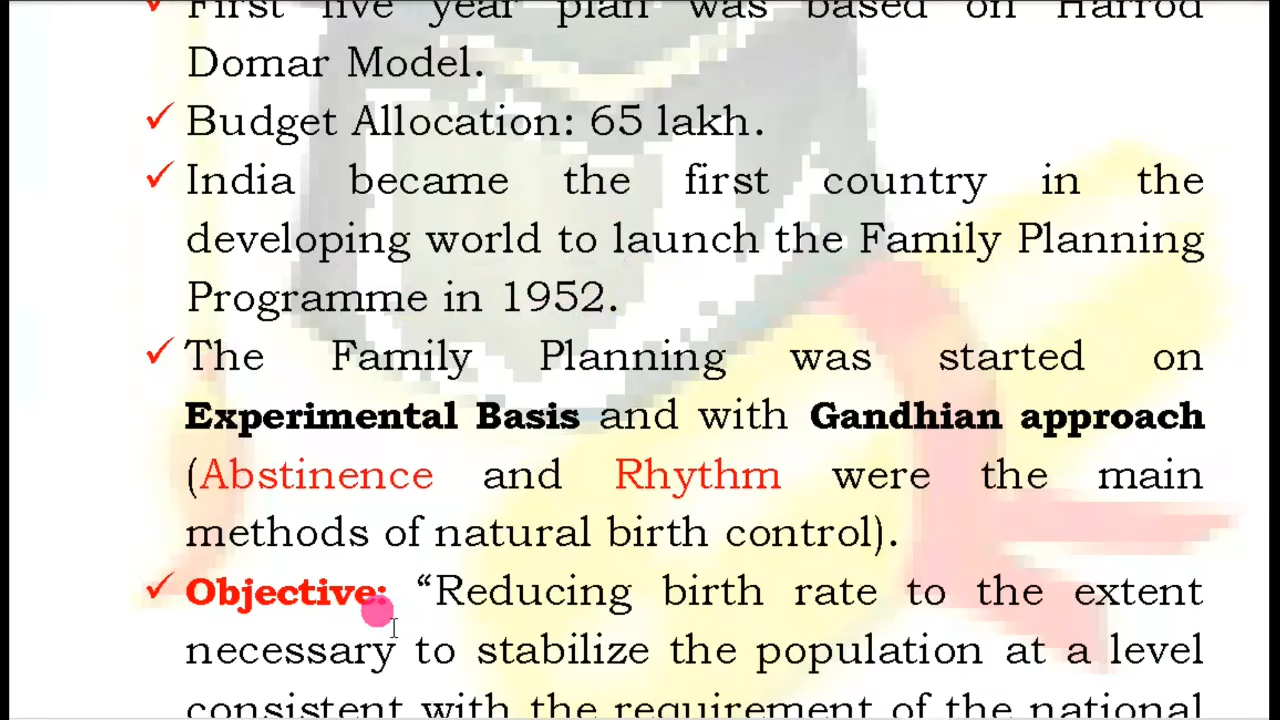 ✓ First five year plan was based on Harrod
Domar Model.
✓ Budget Allocation: 65 lakh.
✓ India became the first country in the
developing world to launch the Family Planning
Programme in 1952.
✓ The Family Planning was started on
Experimental Basis and with Gandhian approach
(Abstinence and Rhythm were the main
methods of natural birth control).
✓ Objective: “Reducing birth rate to the extent
necessary to stabilize the population at a level
consistent with the requirement of the national